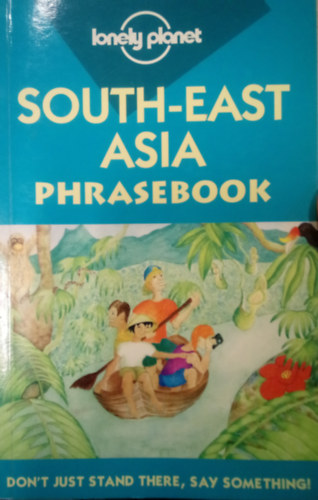 lonely planet
SOUTH-EAST
ASIA
PHRASEBOOK
DON'T JUST STAND THERE, SAY SOMETHING!